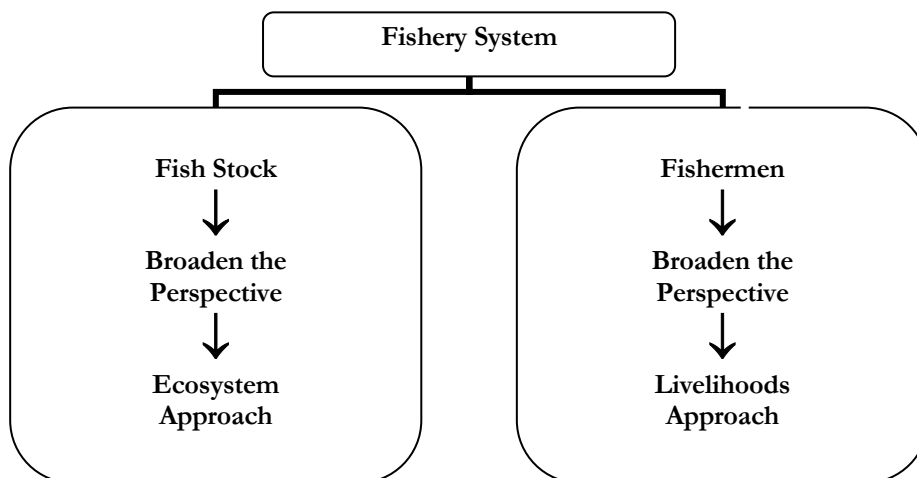 Fishery System
Fish Stock
Broaden the
Perspective
Ecosystem
Approach
Fishermen
Broaden the
Perspective
Livelihoods
Approach